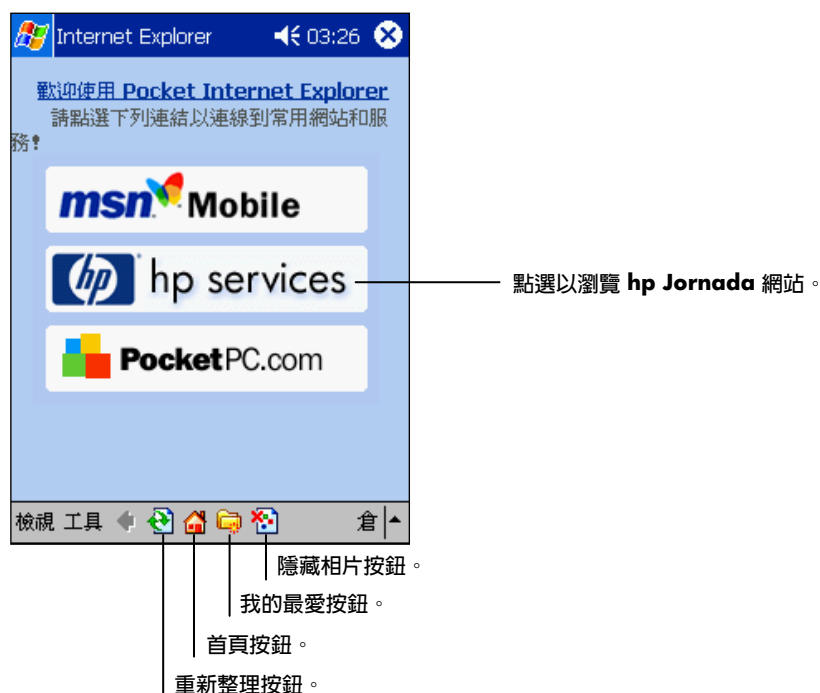 Internet Explorer 03:26
歡迎使用 Pocket Internet Explorer
請點選下列連結以連線到常用網站和服
務!
msn Mobile
hp hp services
點選以瀏覽 hp Jornada 網站。
PocketPC.com
檢視 工具 倉
隱藏相片按鈕。
我的最愛按鈕。
首頁按鈕。
重新整理按鈕。